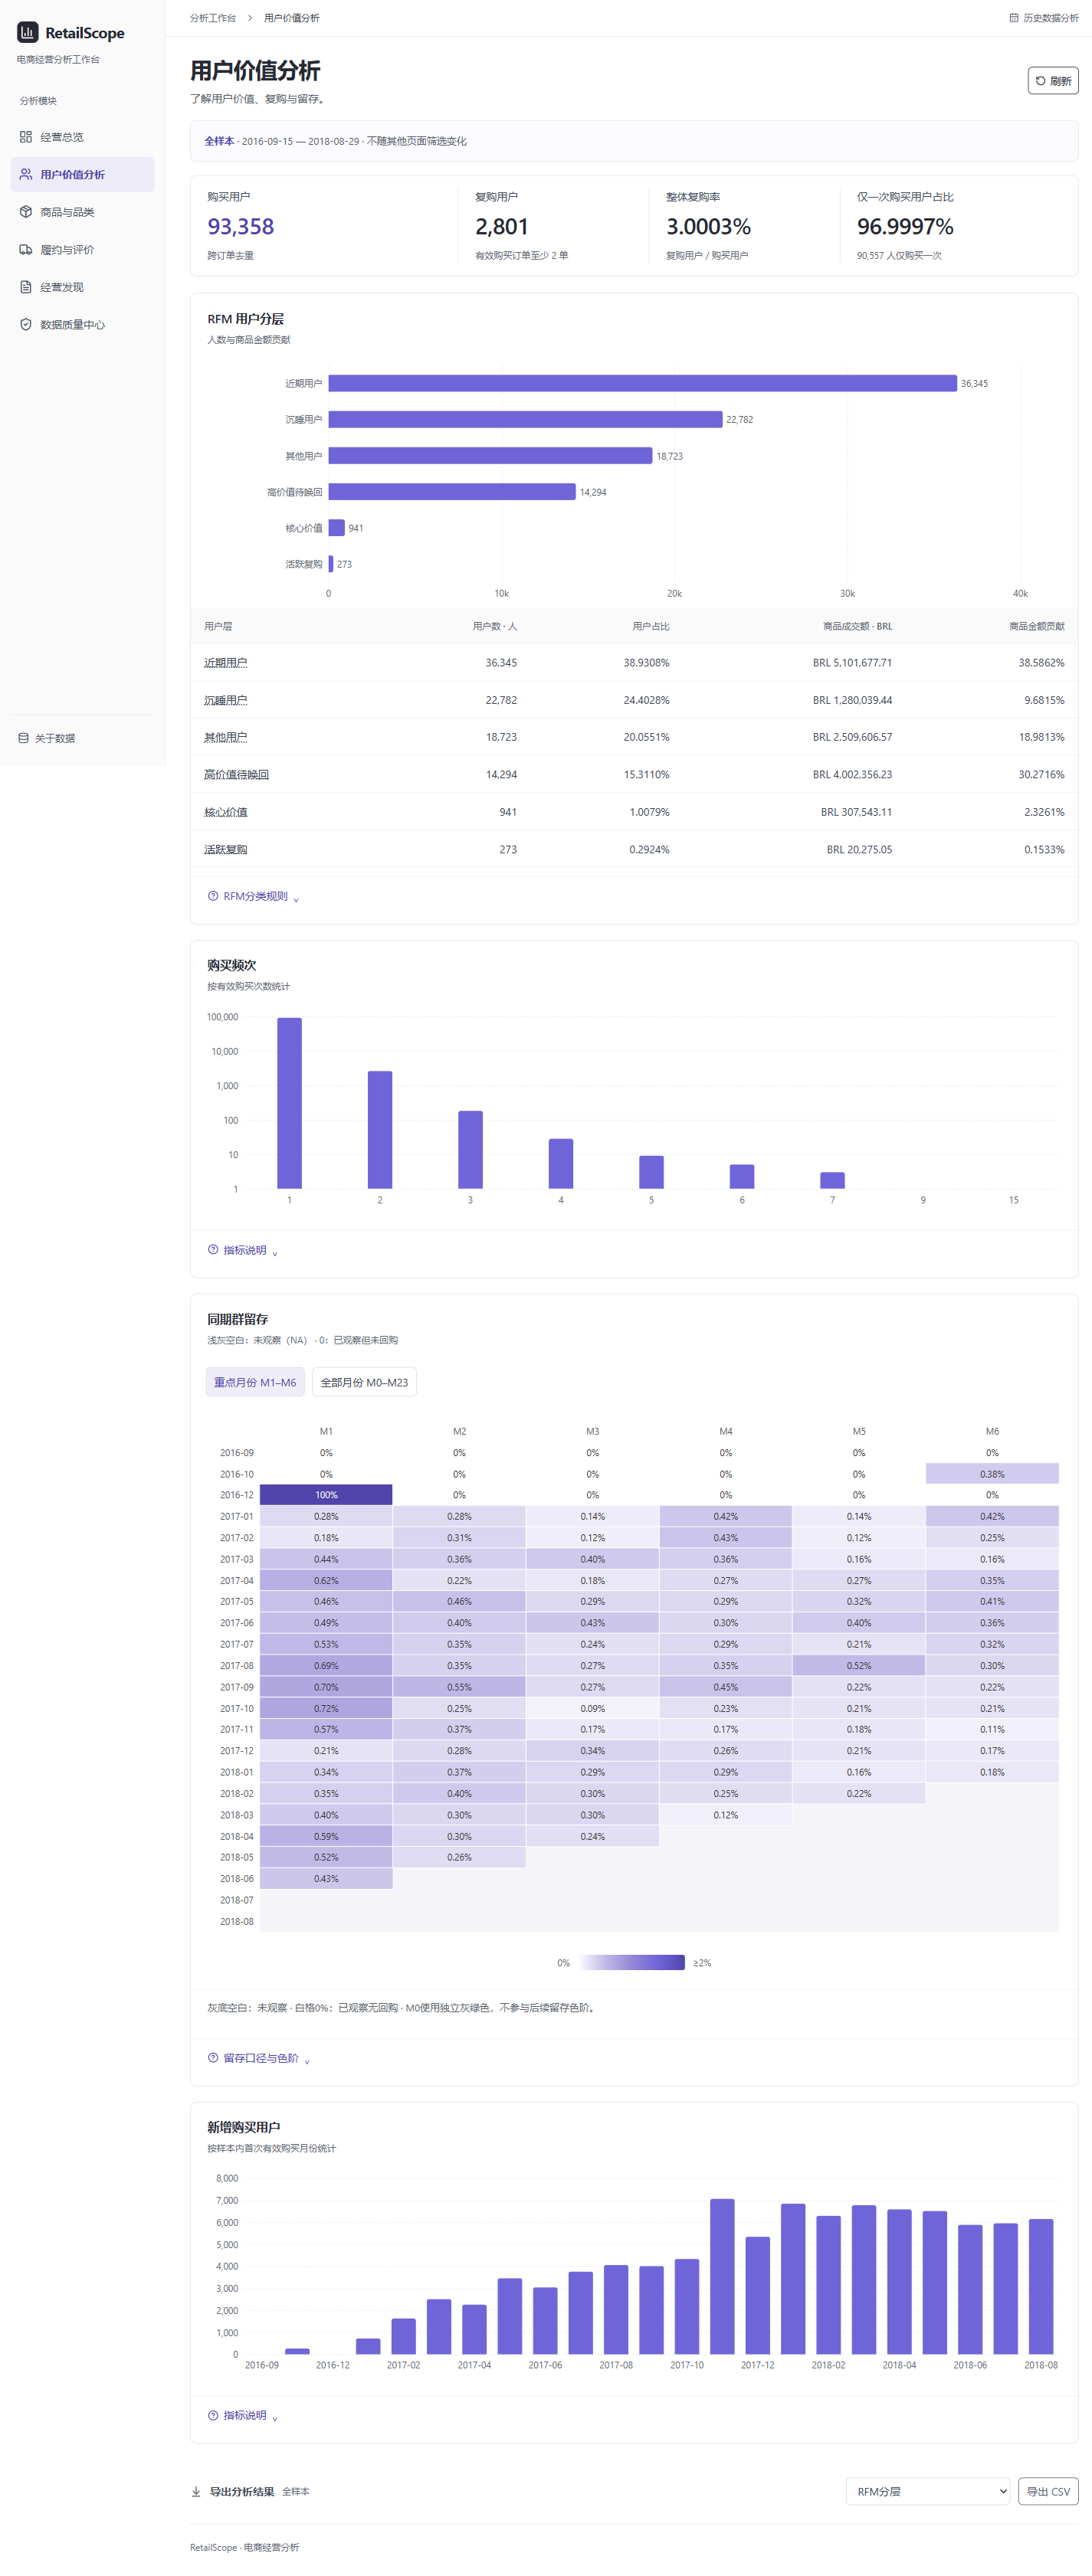 RetailScope
电商经营分析工作台
分析模块
经营总览
用户价值分析
商品与品类
履约与评价
经营发现
数据质量中心
关于数据
分析工作台 > 用户价值分析
历史数据分析
用户价值分析
了解用户价值、复购与留存。
刷新
全样本 · 2016-09-15 — 2018-08-29 · 不随其他页面筛选变化
购买用户 复购用户 整体复购率 仅一次购买用户占比
93,358 2,801 3.0003% 96.9997%
跨订单去重 有效购买订单至少 2 单 复购用户 / 购买用户 90,557 人仅购买一次
RFM 用户分层
人数与商品金额贡献
近期用户 36,345
沉睡用户 22,782
其他用户 18,723
高价值待唤回 14,294
核心价值 941
活跃复购 273
0 10k 20k 30k 40k
用户层 用户数 · 人 用户占比 商品成交额 · BRL 商品金额贡献
近期用户 36,345 38.9308% BRL 5,101,677.71 38.5862%
沉睡用户 22,782 24.4028% BRL 1,280,039.44 9.6815%
其他用户 18,723 20.0551% BRL 2,509,606.57 18.9813%
高价值待唤回 14,294 15.3110% BRL 4,002,356.23 30.2716%
核心价值 941 1.0079% BRL 307,543.11 2.3261%
活跃复购 273 0.2924% BRL 20,275.05 0.1533%
RFM分类规则
购买频次
按有效购买次数统计
100,000
10,000
1,000
100
10
1
1 2 3 4 5 6 7 9 15
指标说明
同期群留存
浅灰空白：未观察（NA） · 0：已观察但未回购
重点月份 M1–M6 全部月份 M0–M23
M1 M2 M3 M4 M5 M6
2016-09 0% 0% 0% 0% 0% 0%
2016-10 0% 0% 0% 0% 0% 0.38%
2016-12 100% 0% 0% 0% 0% 0%
2017-01 0.28% 0.28% 0.14% 0.42% 0.14% 0.42%
2017-02 0.18% 0.31% 0.12% 0.43% 0.12% 0.25%
2017-03 0.44% 0.36% 0.40% 0.36% 0.16% 0.16%
2017-04 0.62% 0.22% 0.18% 0.27% 0.27% 0.35%
2017-05 0.46% 0.46% 0.29% 0.29% 0.32% 0.41%
2017-06 0.49% 0.40% 0.43% 0.30% 0.40% 0.36%
2017-07 0.53% 0.35% 0.24% 0.29% 0.21% 0.32%
2017-08 0.69% 0.35% 0.27% 0.35% 0.52% 0.30%
2017-09 0.70% 0.55% 0.27% 0.45% 0.22% 0.22%
2017-10 0.72% 0.25% 0.09% 0.23% 0.21% 0.21%
2017-11 0.57% 0.37% 0.17% 0.17% 0.18% 0.11%
2017-12 0.21% 0.28% 0.34% 0.26% 0.21% 0.17%
2018-01 0.34% 0.37% 0.29% 0.29% 0.16% 0.18%
2018-02 0.35% 0.40% 0.30% 0.25% 0.22%
2018-03 0.40% 0.30% 0.30% 0.12%
2018-04 0.59% 0.30% 0.24%
2018-05 0.52% 0.26%
2018-06 0.43%
2018-07
2018-08
0% ≥2%
灰底空白：未观察 · 白格0%：已观察无回购 · M0使用独立灰绿色，不参与后续留存色阶。
留存口径与色阶
新增购买用户
按样本内首次有效购买月份统计
8,000
7,000
6,000
5,000
4,000
3,000
2,000
1,000
0
2016-09 2016-12 2017-02 2017-04 2017-06 2017-08 2017-10 2017-12 2018-02 2018-04 2018-06 2018-08
指标说明
导出分析结果 全样本
RFM分层
导出 CSV
RetailScope · 电商经营分析